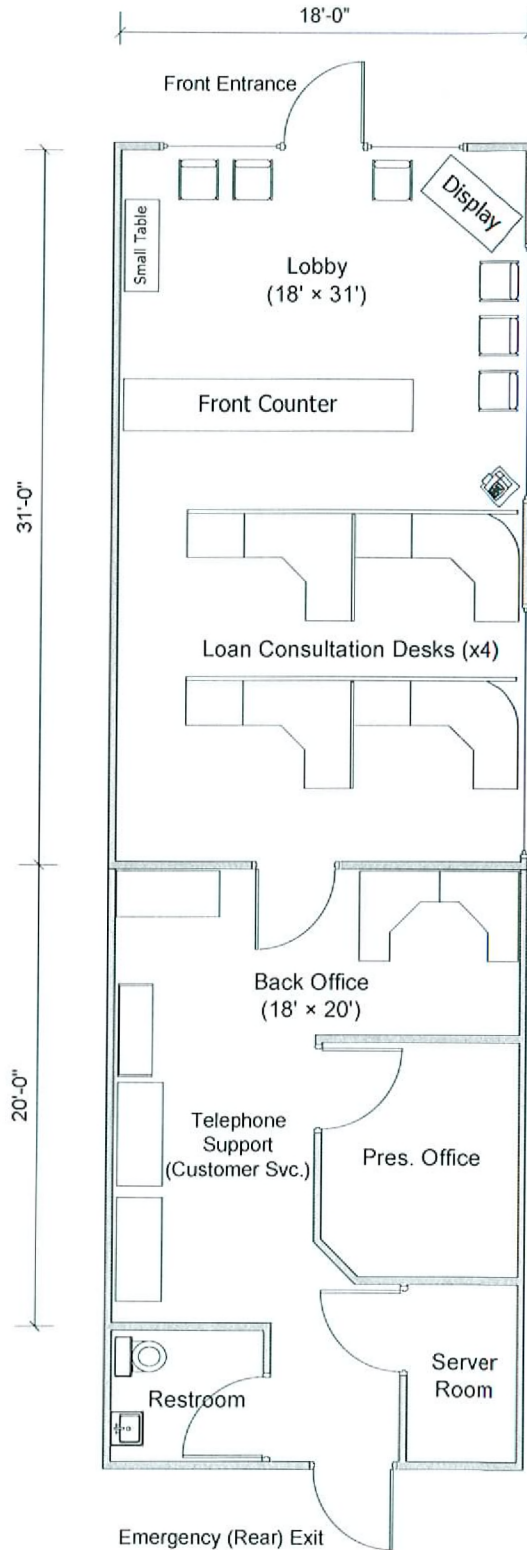 18'-0"
Front Entrance
Display
Small Table
Lobby
(18' × 31')
Front Counter
31'-0"
Loan Consultation Desks (x4)
Back Office
(18' × 20')
20'-0"
Telephone
Support
(Customer Svc.)
Pres. Office
Server
Room
Restroom
Emergency (Rear) Exit